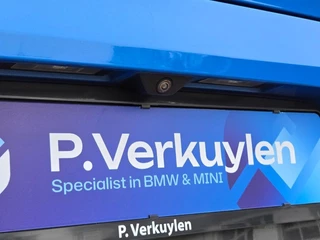 P.Verkuylen
Specialist in BMW & MINI
P. Verkuylen